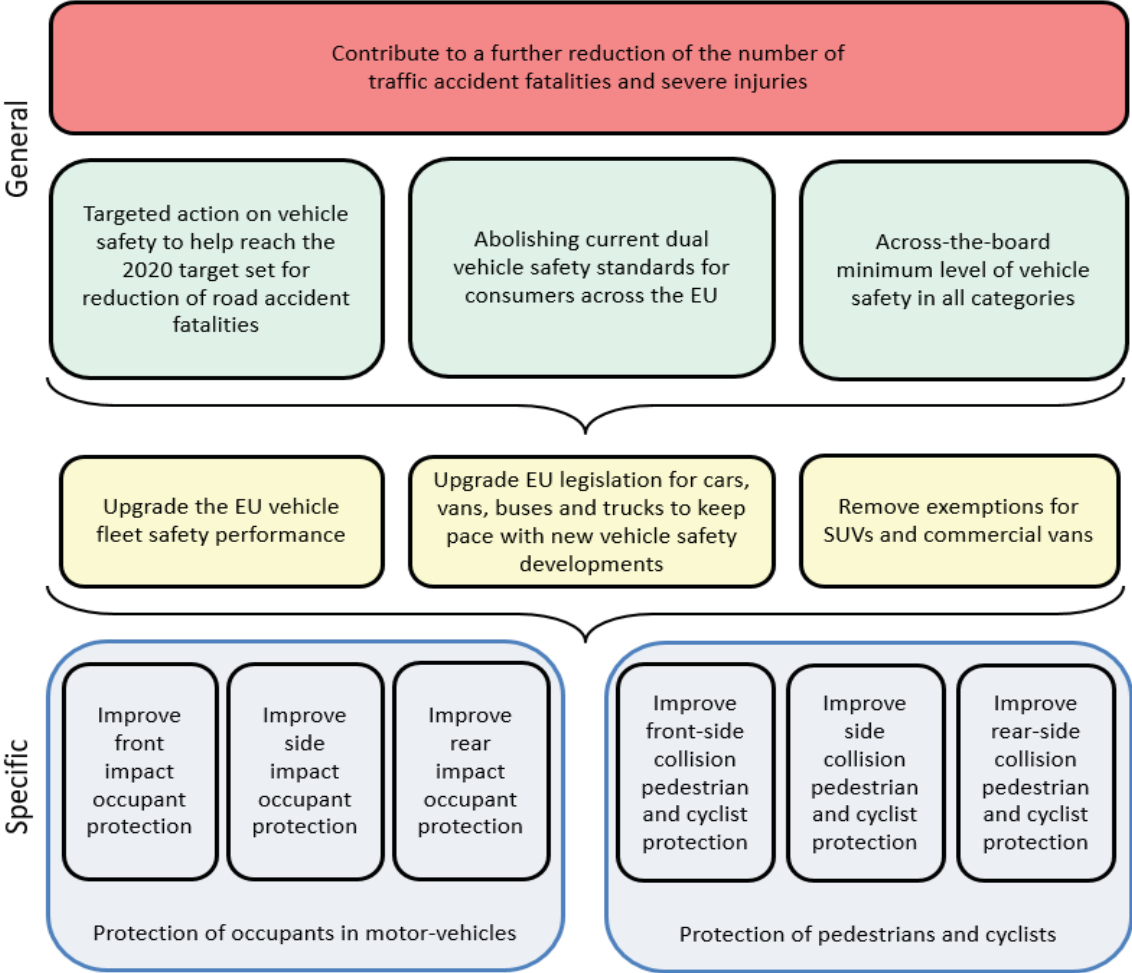 General
Contribute to a further reduction of the number of
traffic accident fatalities and severe injuries
Targeted action on vehicle
safety to help reach the
2020 target set for
reduction of road accident
fatalities
Abolishing current dual
vehicle safety standards for
consumers across the EU
Across-the-board
minimum level of vehicle
safety in all categories
Upgrade the EU vehicle
fleet safety performance
Upgrade EU legislation for cars,
vans, buses and trucks to keep
pace with new vehicle safety
developments
Remove exemptions for
SUVs and commercial vans
Specific
Improve
front
impact
occupant
protection
Improve
side
impact
occupant
protection
Improve
rear
impact
occupant
protection
Protection of occupants in motor-vehicles
Improve
front-side
collision
pedestrian
and cyclist
protection
Improve
side
collision
pedestrian
and cyclist
protection
Improve
rear-side
collision
pedestrian
and cyclist
protection
Protection of pedestrians and cyclists